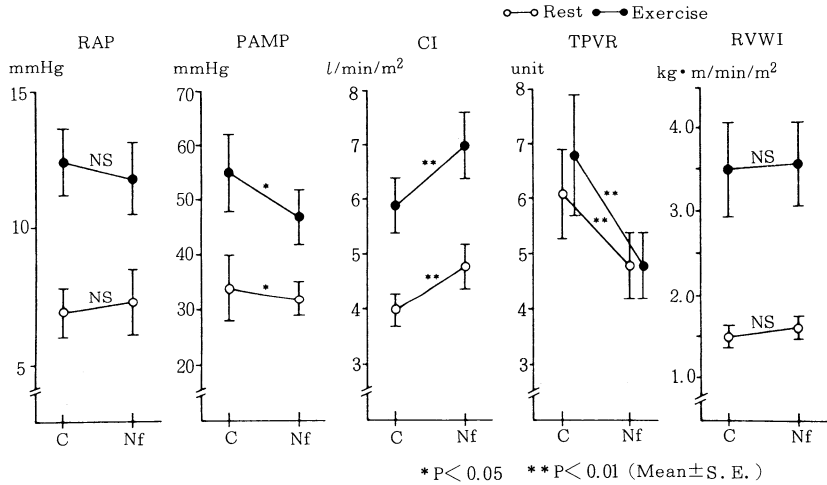 Rest Exercise
RAP PAMP CI TPVR RVWI
mmHg mmHg l/min/m² unit kg・m/min/m²
15 70 8 8
4.0
60 7 7
NS * ** ** NS
50
10 6 6 3.0
40 **
5 5
NS * ** NS
30 2.0
4 4
5 20 3 3 1.0
C Nf C Nf C Nf C Nf C Nf
*P<0.05 **P<0.01 (Mean±S.E.)